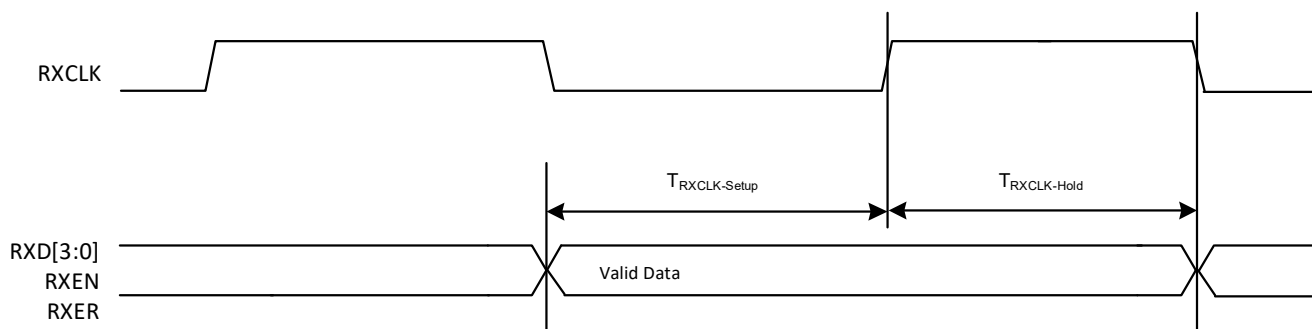 RXCLK
TRXCLK-Setup
TRXCLK-Hold
RXD[3:0]
RXEN
RXER
Valid Data